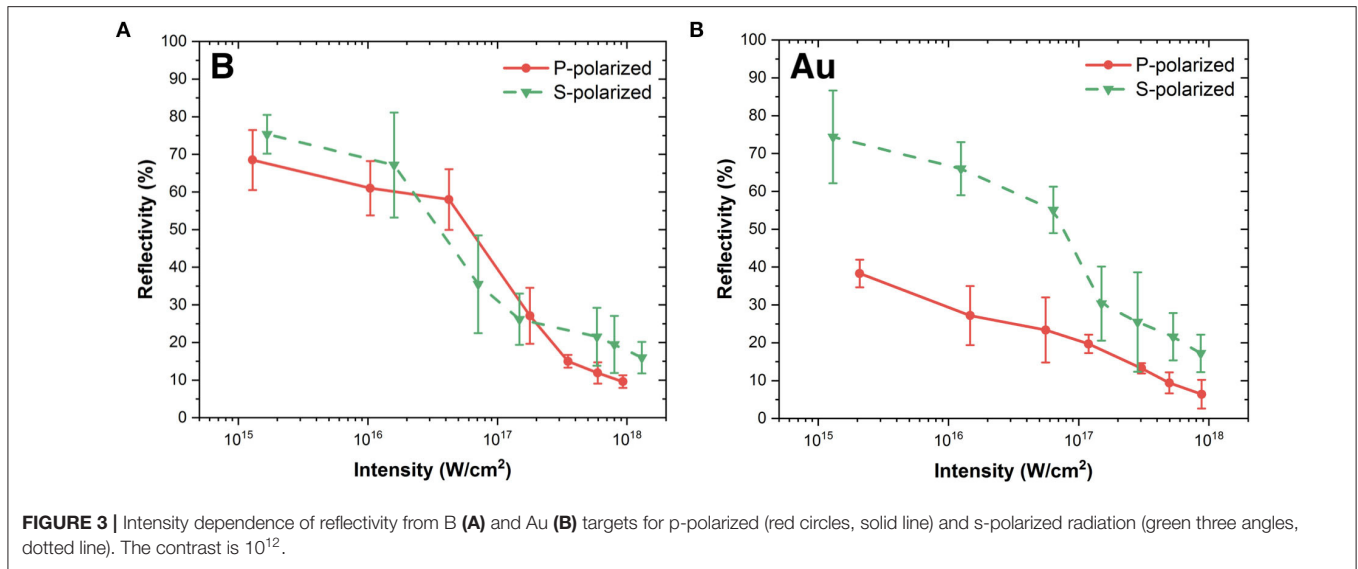 A
B
P-polarized
S-polarized
Reflectivity (%)
100
90
80
70
60
50
40
30
20
10
0
10^15
10^16
10^17
10^18
Intensity (W/cm²)
B
Au
P-polarized
S-polarized
Reflectivity (%)
100
90
80
70
60
50
40
30
20
10
0
10^15
10^16
10^17
10^18
Intensity (W/cm²)
FIGURE 3 | Intensity dependence of reflectivity from B (A) and Au (B) targets for p-polarized (red circles, solid line) and s-polarized radiation (green three angles,
dotted line). The contrast is 10^12.